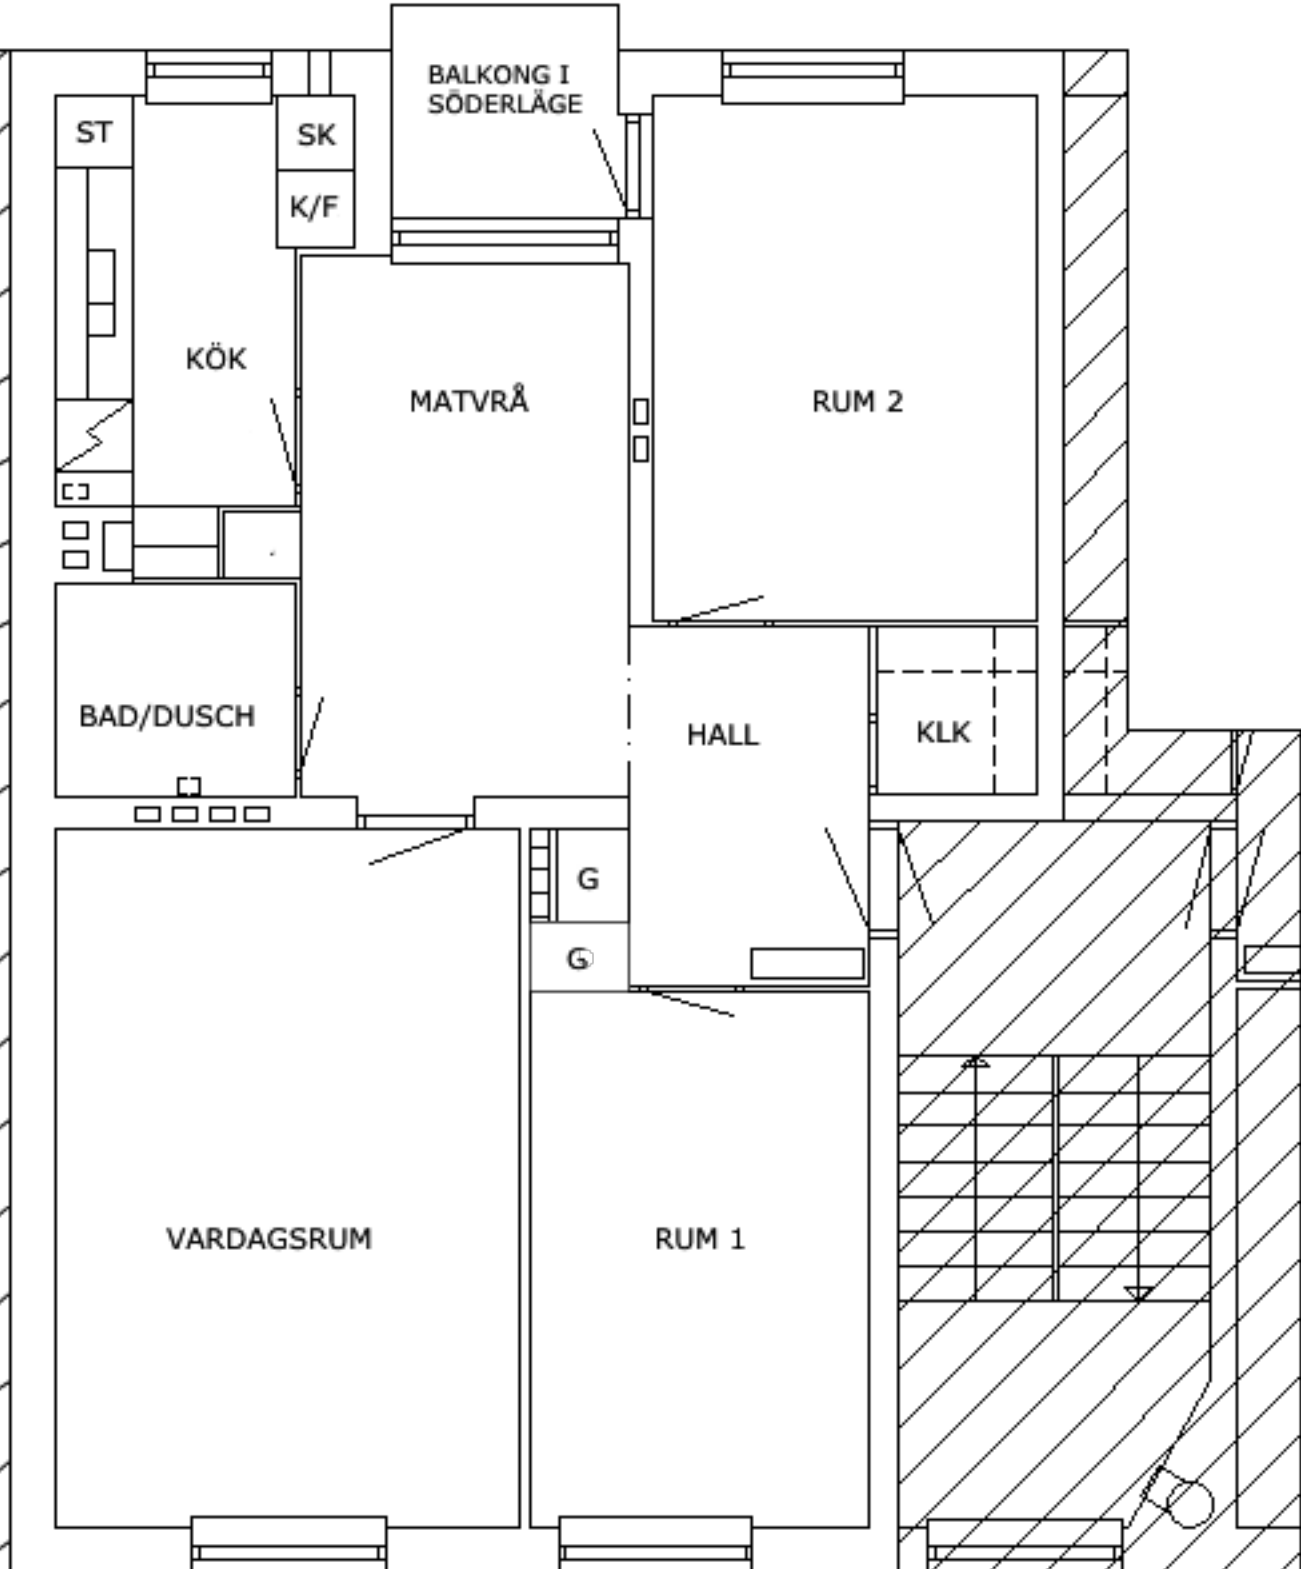 BALKONG I
SÖDERLÄGE
ST
SK
K/F
KÖK
MATVRÅ
RUM 2
BAD/DUSCH
HALL
KLK
G
G
VARDAGSRUM
RUM 1